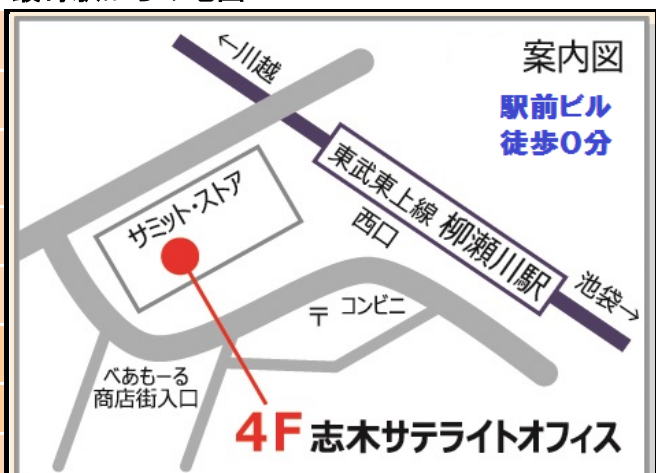 案内図
駅前ビル
徒歩0分
←川越
東武東上線 柳瀬川駅
西口
池袋→
サミット・ストア
〒 コンビニ
べあもーる
商店街入口
4F 志木サテライトオフィス